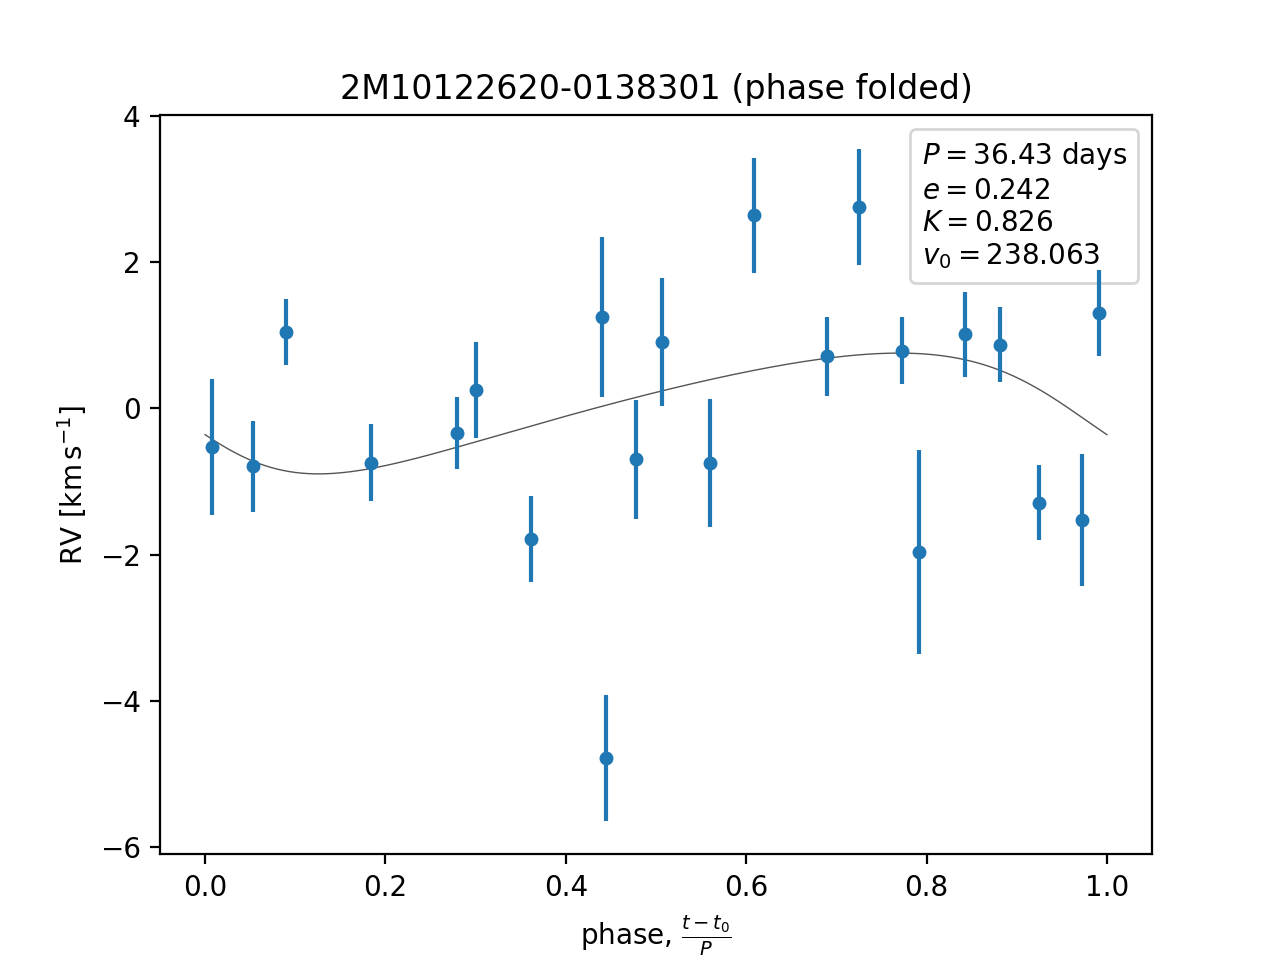 2M10122620-0138301 (phase folded)
P = 36.43 days
e = 0.242
K = 0.826
v₀ = 238.063
RV [km s⁻¹]
4
2
0
−2
−4
−6
0.0 0.2 0.4 0.6 0.8 1.0
phase, (t − t₀)/P